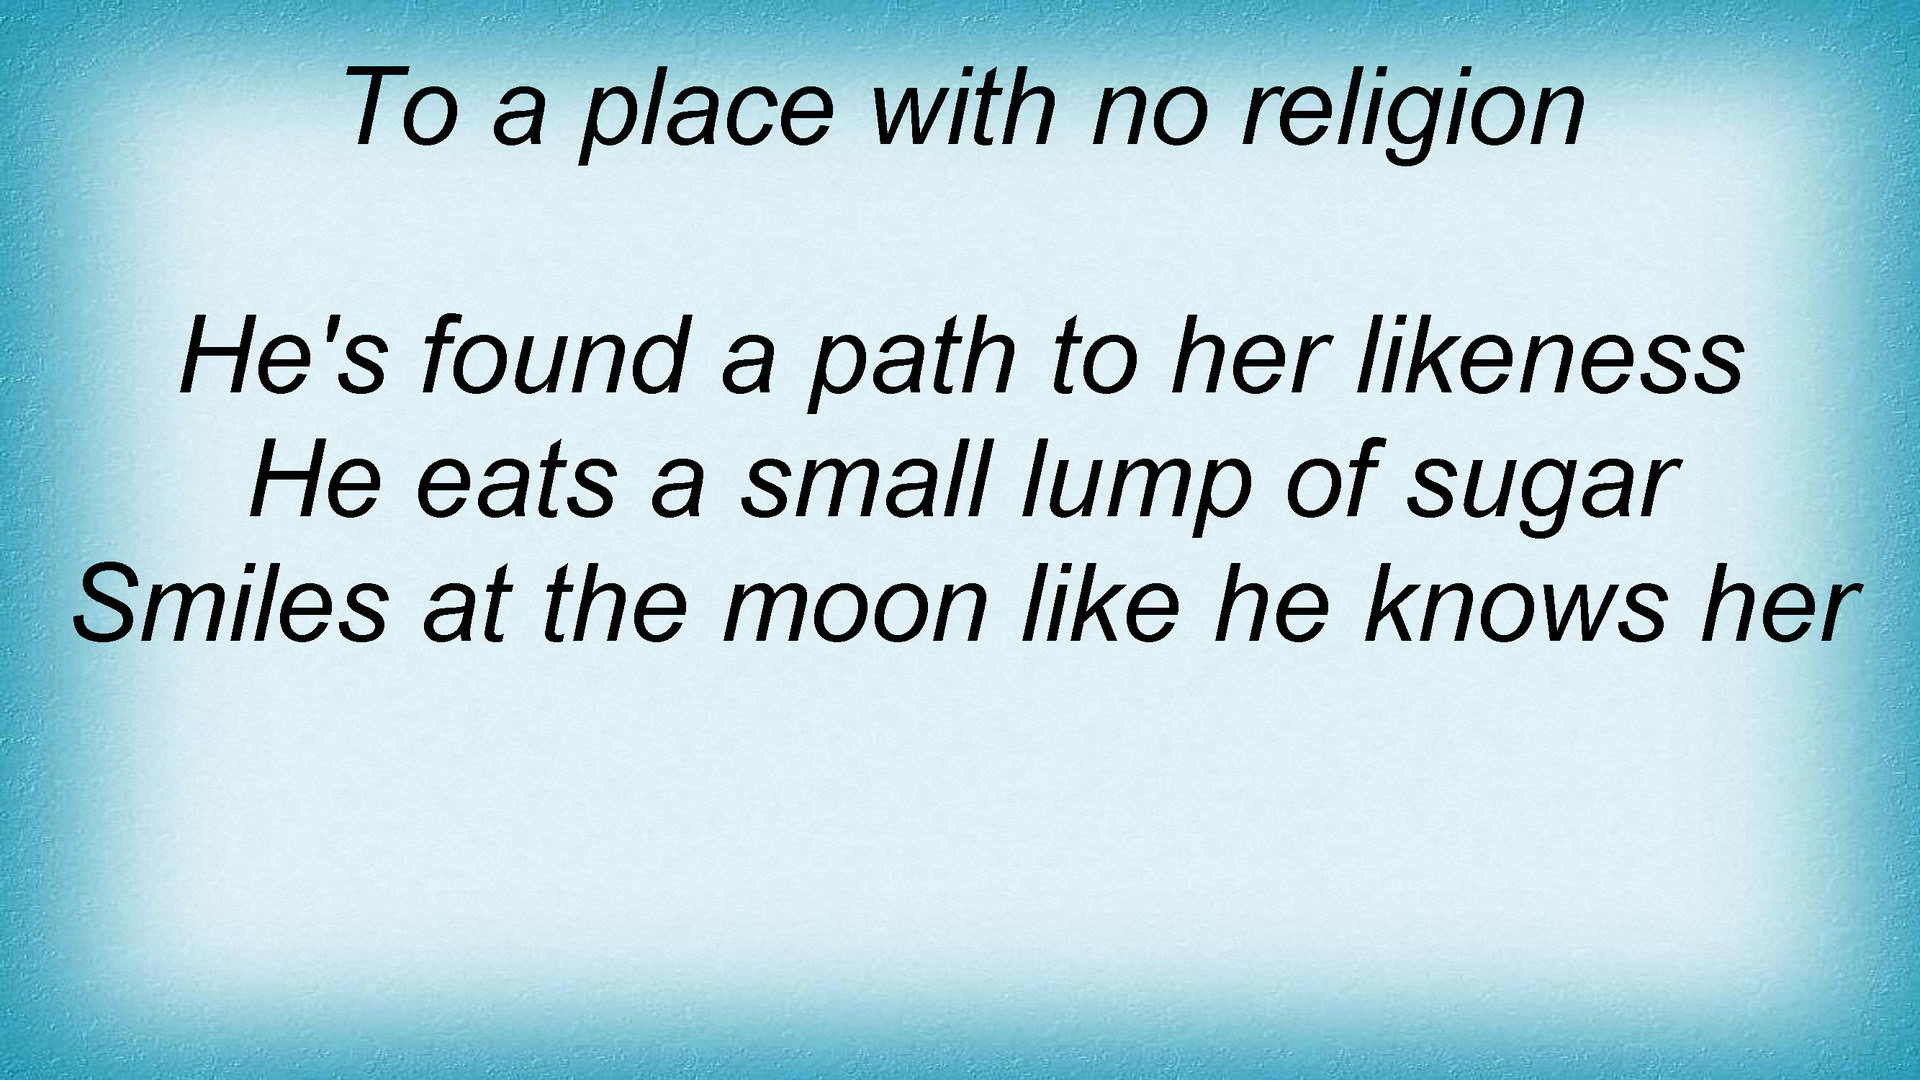 To a place with no religion
He's found a path to her likeness
He eats a small lump of sugar
Smiles at the moon like he knows her